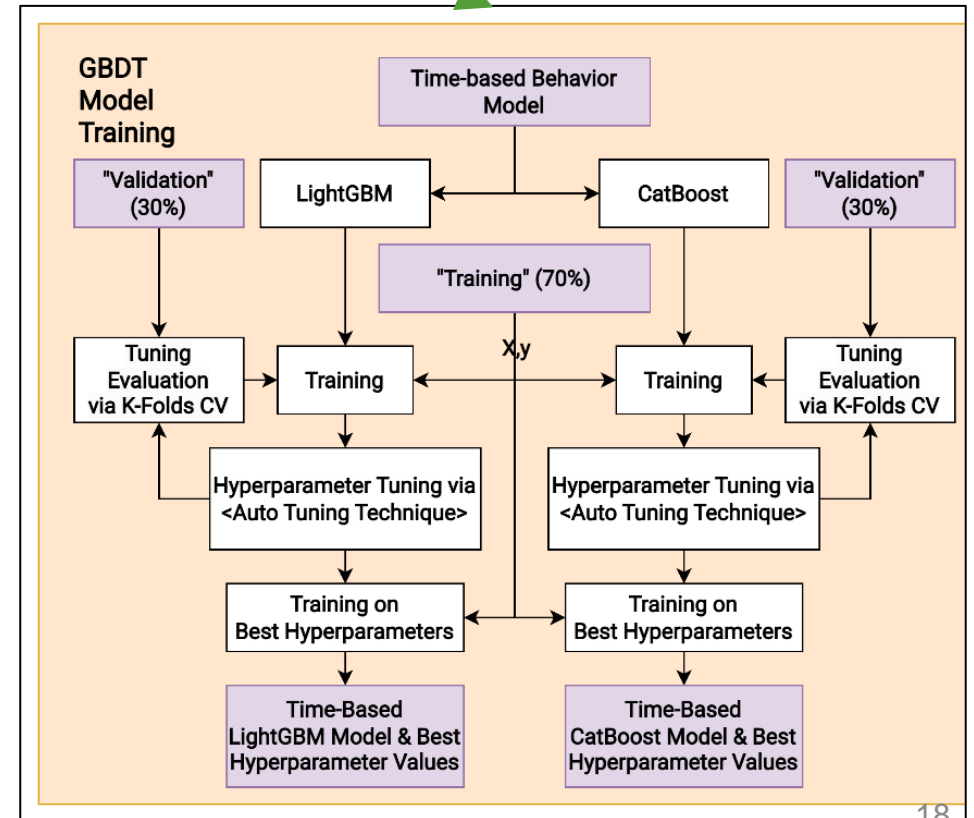 GBDT
Model
Training
Time-based Behavior
Model
"Validation"
(30%)
LightGBM
CatBoost
"Validation"
(30%)
"Training" (70%)
X,y
Tuning
Evaluation
via K-Folds CV
Training
Training
Tuning
Evaluation
via K-Folds CV
Hyperparameter Tuning via
<Auto Tuning Technique>
Hyperparameter Tuning via
<Auto Tuning Technique>
Training on
Best Hyperparameters
Training on
Best Hyperparameters
Time-Based
LightGBM Model & Best
Hyperparameter Values
Time-Based
CatBoost Model & Best
Hyperparameter Values
18